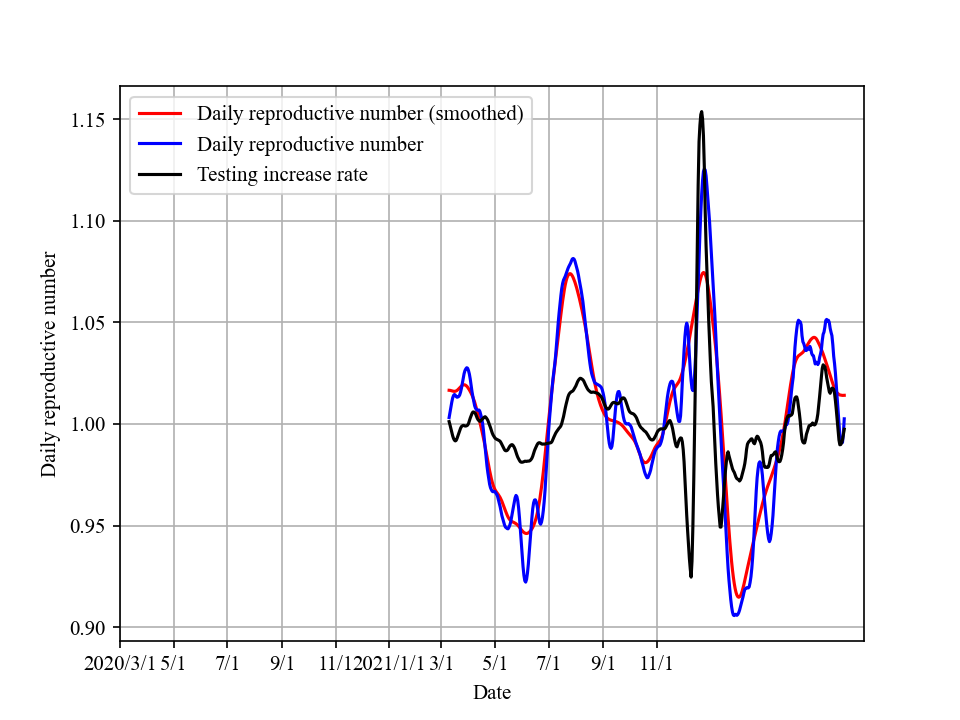 Daily reproductive number (smoothed)
Daily reproductive number
Testing increase rate
1.15
1.10
1.05
1.00
0.95
0.90
Daily reproductive number
2020/3/1 5/1 7/1 9/1 11/1 2021/1/1 3/1 5/1 7/1 9/1 11/1
Date